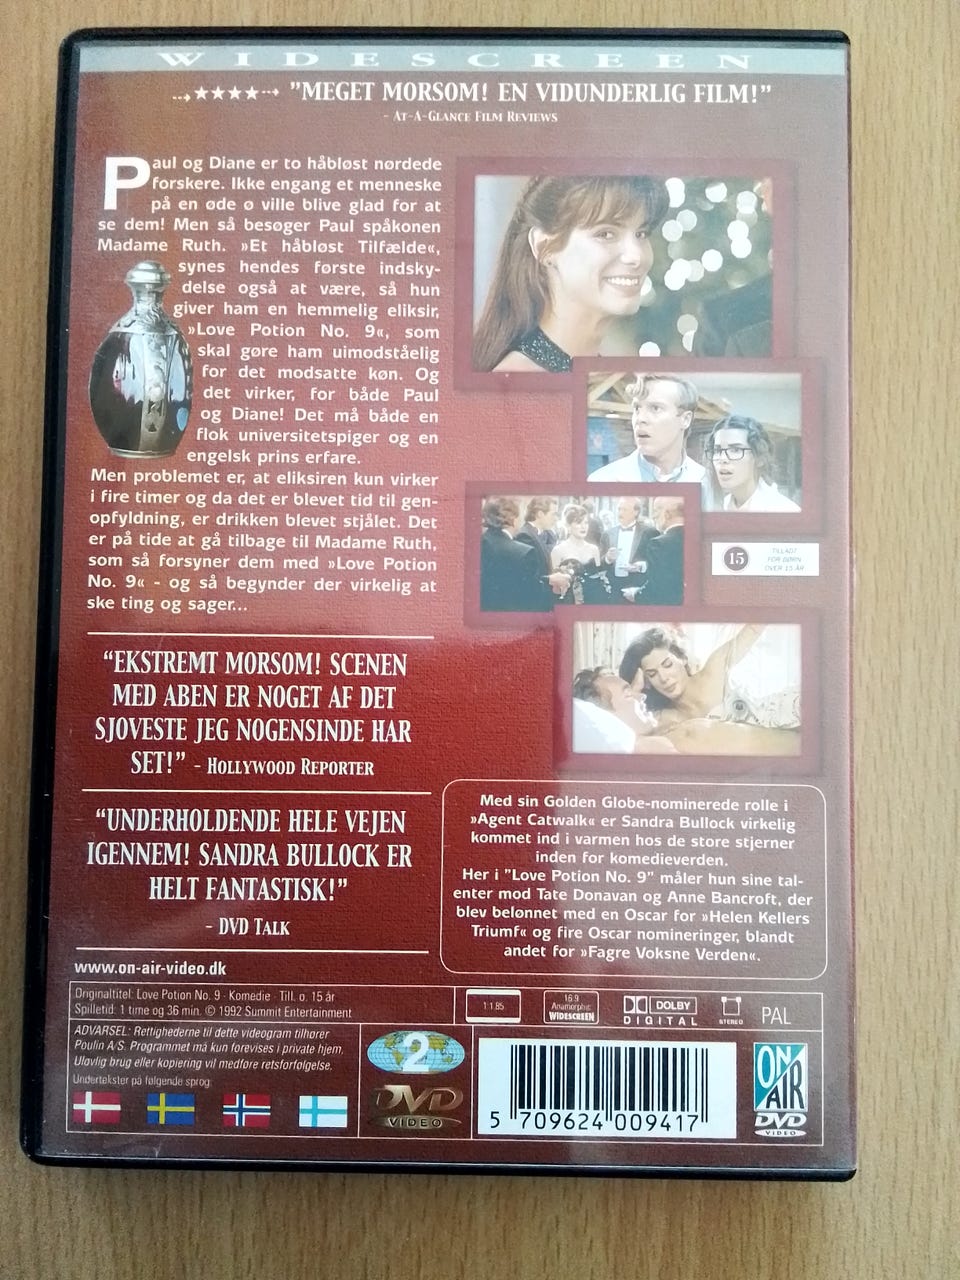 WIDESCREEN
"MEGET MORSOM! EN VIDUNDERLIG FILM!"
- AT-A-GLANCE FILM REVIEWS
Paul og Diane er to håbløst nørdede
forskere. Ikke engang et menneske
på en øde ø ville blive glad for at
se dem! Men så besøger Paul spåkonen
Madame Ruth. »Et håbløst Tilfælde«,
synes hendes første indsky-
delse også at være, så hun
giver ham en hemmelig eliksir,
»Love Potion No. 9«, som
skal gøre ham uimodståelig
for det modsatte køn. Og
det virker, for både Paul
og Diane! Det må både en
flok universitetspiger og en
engelsk prins erfare.
Men problemet er, at eliksiren kun virker
i fire timer og da det er blevet tid til gen-
opfyldning, er drikken blevet stjålet. Det
er på tide at gå tilbage til Madame Ruth,
som så forsyner dem med »Love Potion
No. 9« - og så begynder der virkelig at
ske ting og sager...
15
TILLADT
FOR BØRN
OVER 15 ÅR
"EKSTREMT MORSOM! SCENEN
MED ABEN ER NOGET AF DET
SJOVESTE JEG NOGENSINDE HAR
SET!" - HOLLYWOOD REPORTER
"UNDERHOLDENDE HELE VEJEN
IGENNEM! SANDRA BULLOCK ER
HELT FANTASTISK!"
- DVD TALK
Med sin Golden Globe-nominerede rolle i
»Agent Catwalk« er Sandra Bullock virkelig
kommet ind i varmen hos de store stjerner
inden for komedieverden.
Her i "Love Potion No. 9" måler hun sine tal-
enter mod Tate Donavan og Anne Bancroft, der
blev belønnet med en Oscar for »Helen Kellers
Triumf« og fire Oscar nomineringer, blandt
andet for »Fagre Voksne Verden«.
www.on-air-video.dk
Originaltitel: Love Potion No. 9 · Komedie · Till. o. 15 år
Spilletid: 1 time og 36 min. © 1992 Summit Entertainment
1:1.85
16:9
Anamorphic
WIDESCREEN
DOLBY
DIGITAL
STEREO
PAL
ADVARSEL: Rettighederne til dette videogram tilhører
Poulin A/S. Programmet må kun forevises i private hjem.
Ulovlig brug eller kopiering vil medføre retsforfølgelse.
Undertekster på følgende sprog:
2
DVD
VIDEO
5 709624 009417
ON
AIR
DVD
VIDEO